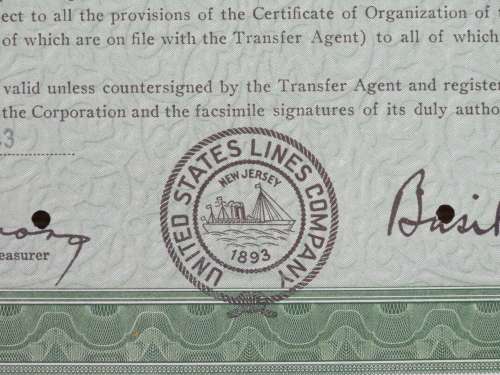 ect to all the provisions of the Certificate of Organization of
of which are on file with the Transfer Agent) to all of which
valid unless countersigned by the Transfer Agent and register
the Corporation and the facsimile signatures of its duly autho
UNITED STATES LINES COMPANY
NEW JERSEY
1893
Basil
easurer